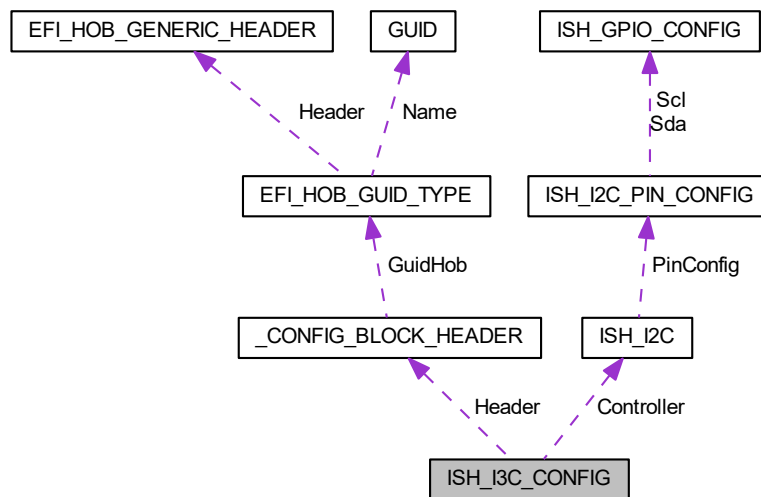 EFI_HOB_GENERIC_HEADER
GUID
ISH_GPIO_CONFIG
Header
Name
Scl
Sda
EFI_HOB_GUID_TYPE
ISH_I2C_PIN_CONFIG
GuidHob
PinConfig
_CONFIG_BLOCK_HEADER
ISH_I2C
Header
Controller
ISH_I3C_CONFIG